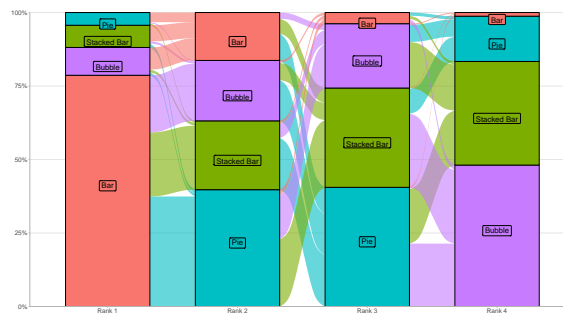 100%
75%
50%
25%
0%
Pie
Stacked Bar
Bubble
Bar
Bar
Bubble
Stacked Bar
Pie
Bar
Bubble
Stacked Bar
Pie
Bar
Pie
Stacked Bar
Bubble
Rank 1
Rank 2
Rank 3
Rank 4